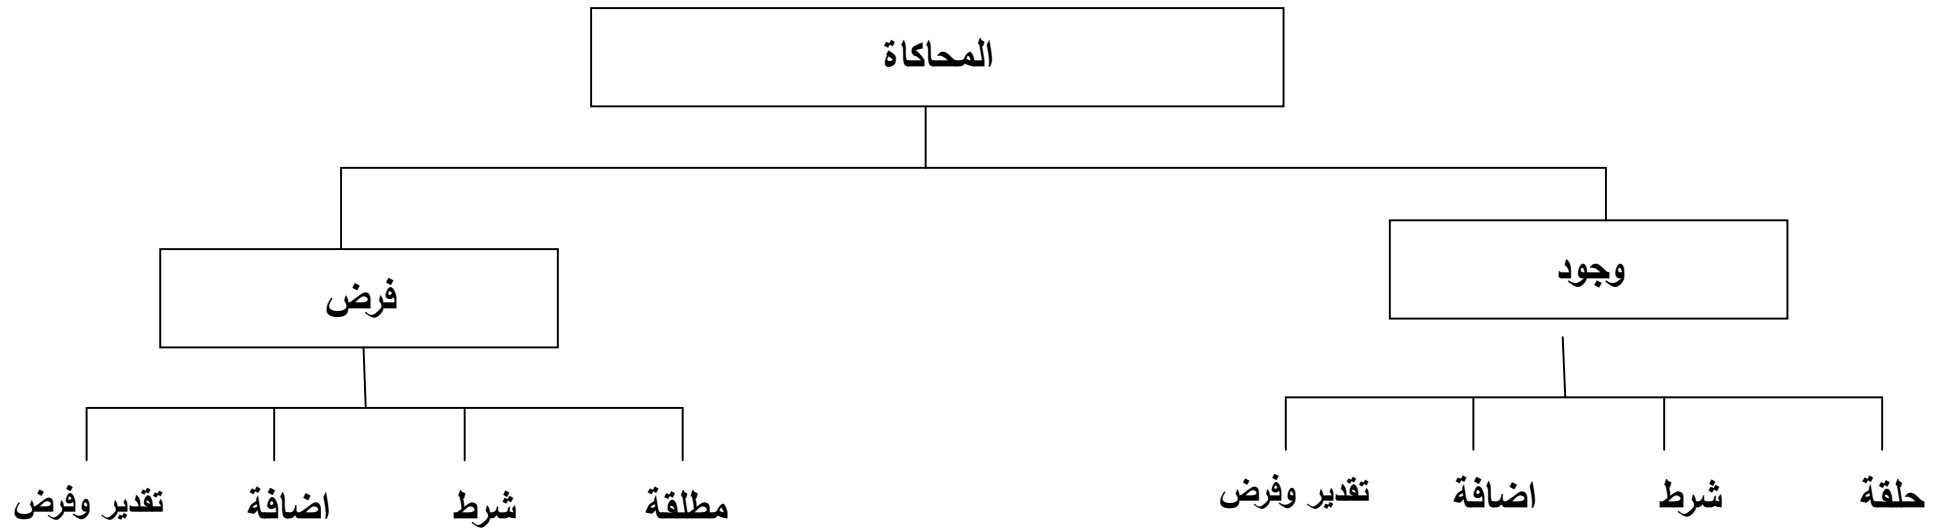 المحاكاة
وجود
فرض
حلقة
شرط
اضافة
تقدير وفرض
مطلقة
شرط
اضافة
تقدير وفرض